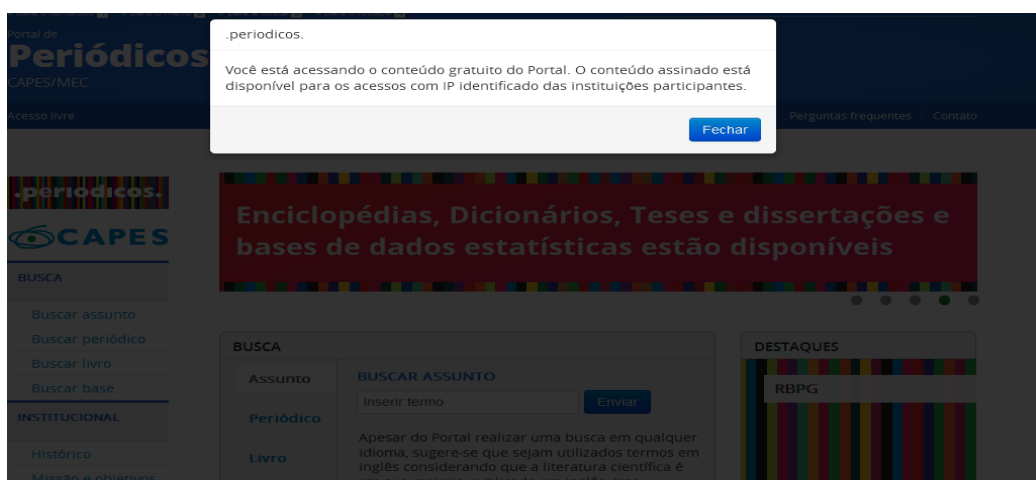 Portal de
Periódicos
CAPES/MEC
Acesso livre
Perguntas frequentes
Contato
.periodicos.
Você está acessando o conteúdo gratuito do Portal. O conteúdo assinado está
disponível para os acessos com IP identificado das instituições participantes.
Fechar
.periodicos.
CAPES
BUSCA
Buscar assunto
Buscar periódico
Buscar livro
Buscar base
INSTITUCIONAL
Histórico
Missão e objetivos
Enciclopédias, Dicionários, Teses e dissertações e
bases de dados estatísticas estão disponíveis
BUSCA
Assunto
Periódico
Livro
BUSCAR ASSUNTO
Inserir termo
Enviar
Apesar do Portal realizar uma busca em qualquer
idioma, sugere-se que sejam utilizados termos em
inglês considerando que a literatura científica é
DESTAQUES
RBPG